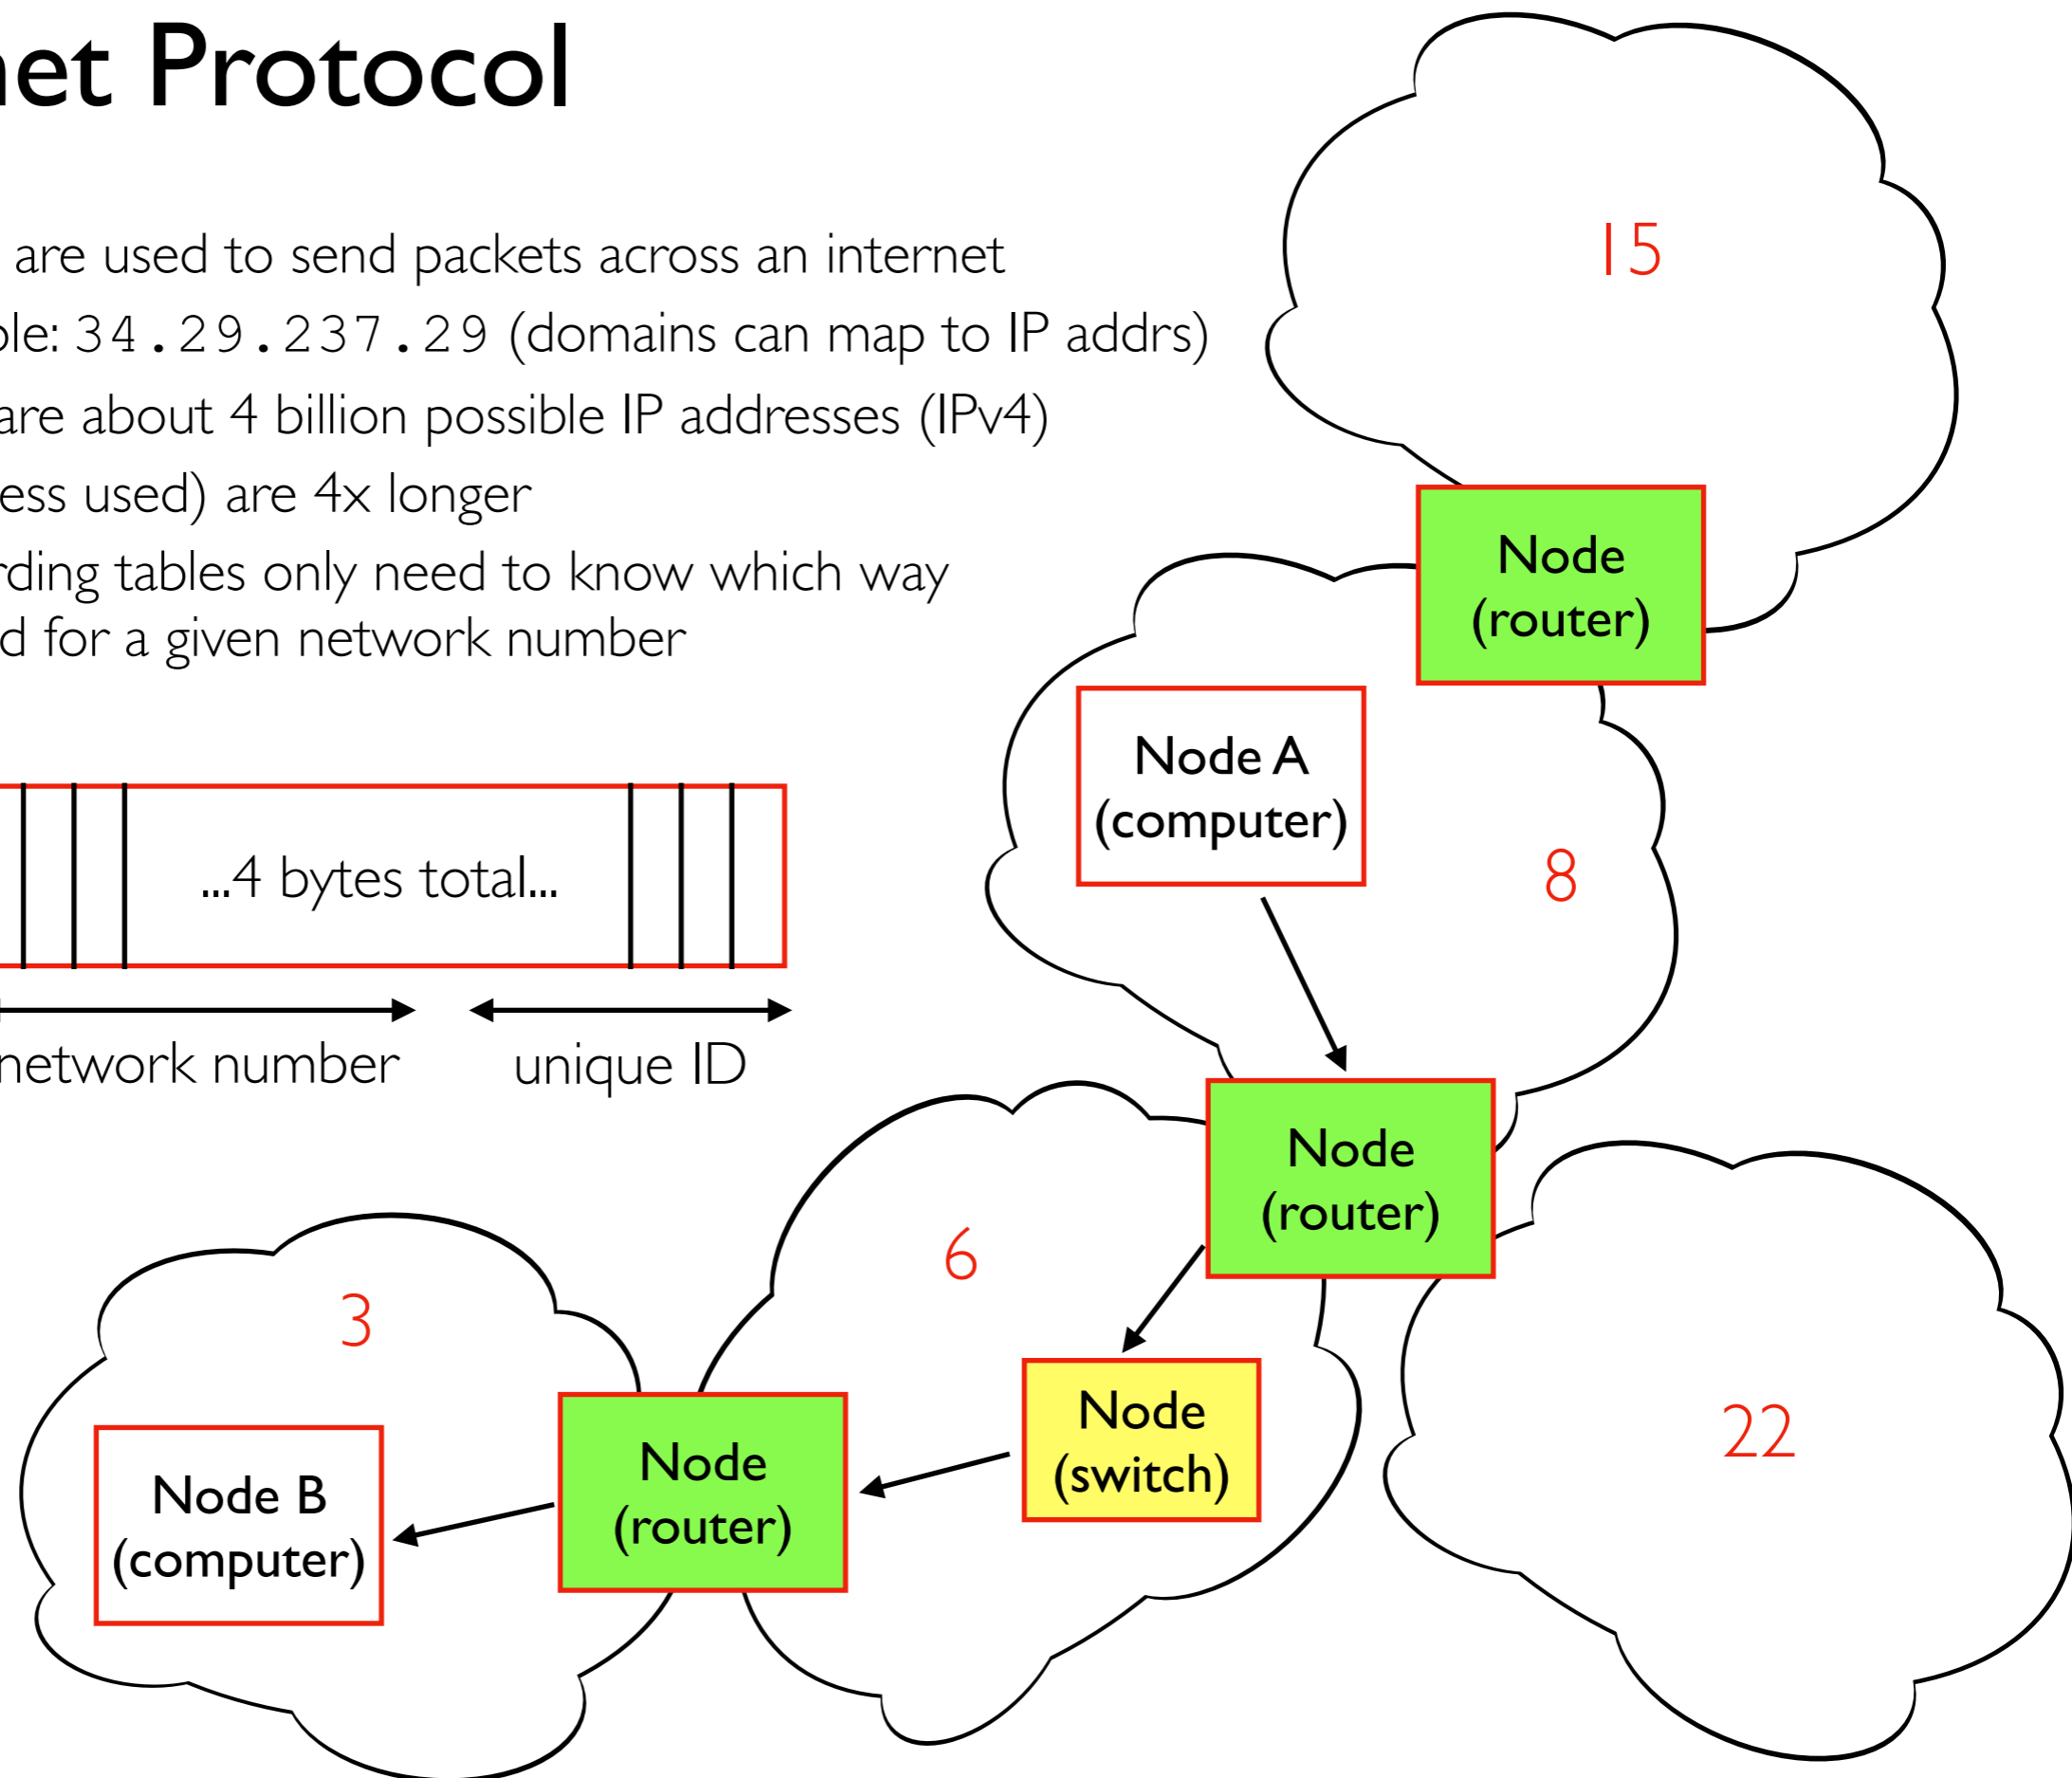 net Protocol
are used to send packets across an internet
ple: 34.29.237.29 (domains can map to IP addrs)
are about 4 billion possible IP addresses (IPv4)
ess used) are 4x longer
rding tables only need to know which way
d for a given network number
...4 bytes total...
network number
unique ID
15
Node
(router)
Node A
(computer)
8
Node
(router)
6
3
Node
(switch)
22
Node
(router)
Node B
(computer)